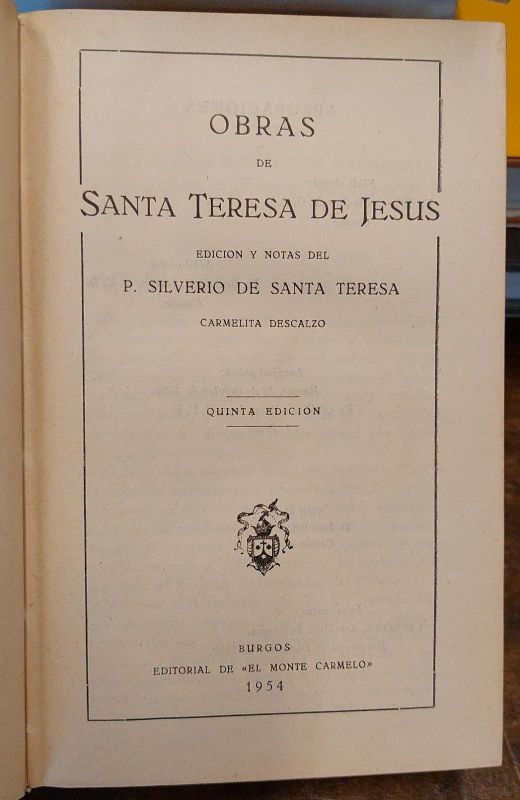 OBRAS
DE
SANTA TERESA DE JESUS
EDICION Y NOTAS DEL
P. SILVERIO DE SANTA TERESA
CARMELITA DESCALZO
QUINTA EDICION
BURGOS
EDITORIAL DE «EL MONTE CARMELO»
1954